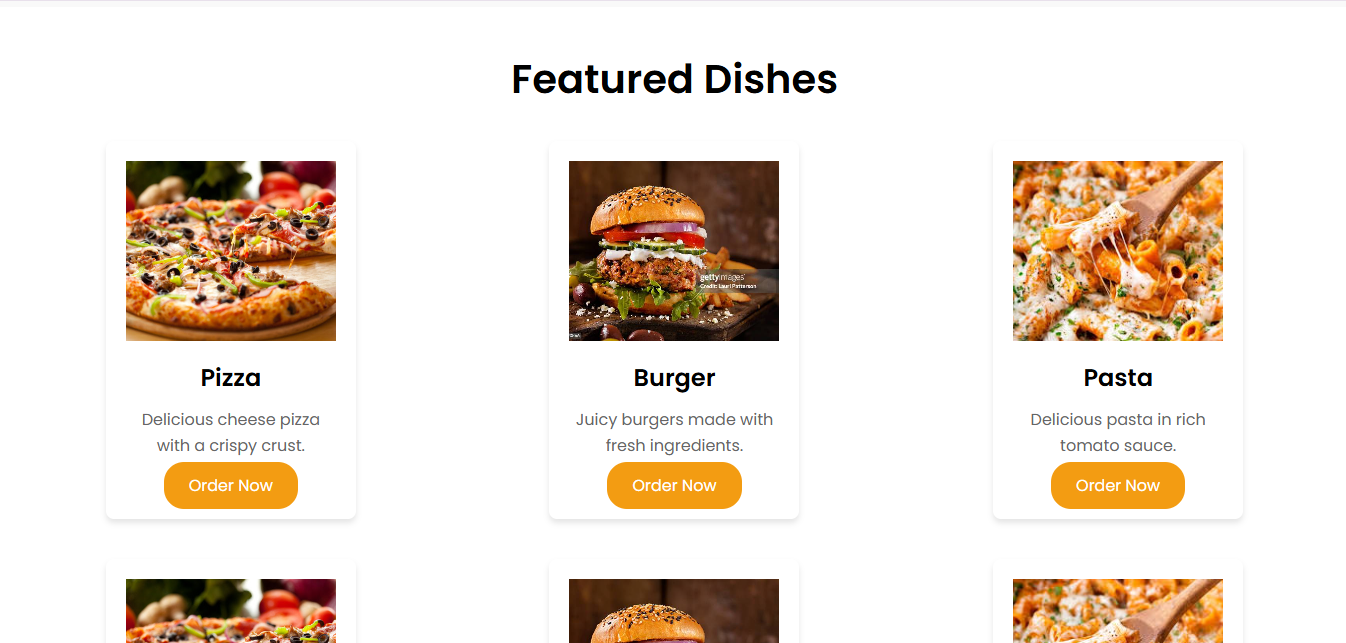 Featured Dishes
gettyimages
Credit: Lauri Patterson
Pizza
Burger
Pasta
Delicious cheese pizza
with a crispy crust.
Juicy burgers made with
fresh ingredients.
Delicious pasta in rich
tomato sauce.
Order Now
Order Now
Order Now